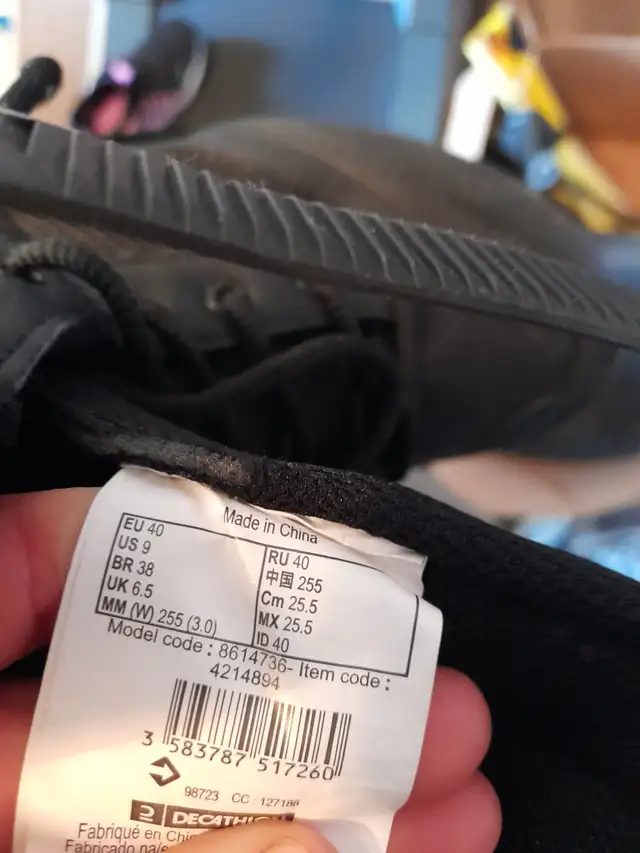 Made in China
EU 40
US 9
BR 38
UK 6.5
MM (W) 255 (3.0)
RU 40
中国 255
Cm 25.5
MX 25.5
ID 40
Model code : 8614736- Item code :
4214894
3 583787 517260
98723 CC : 127186
DECATHLON
Fabriqué en
Fabricado